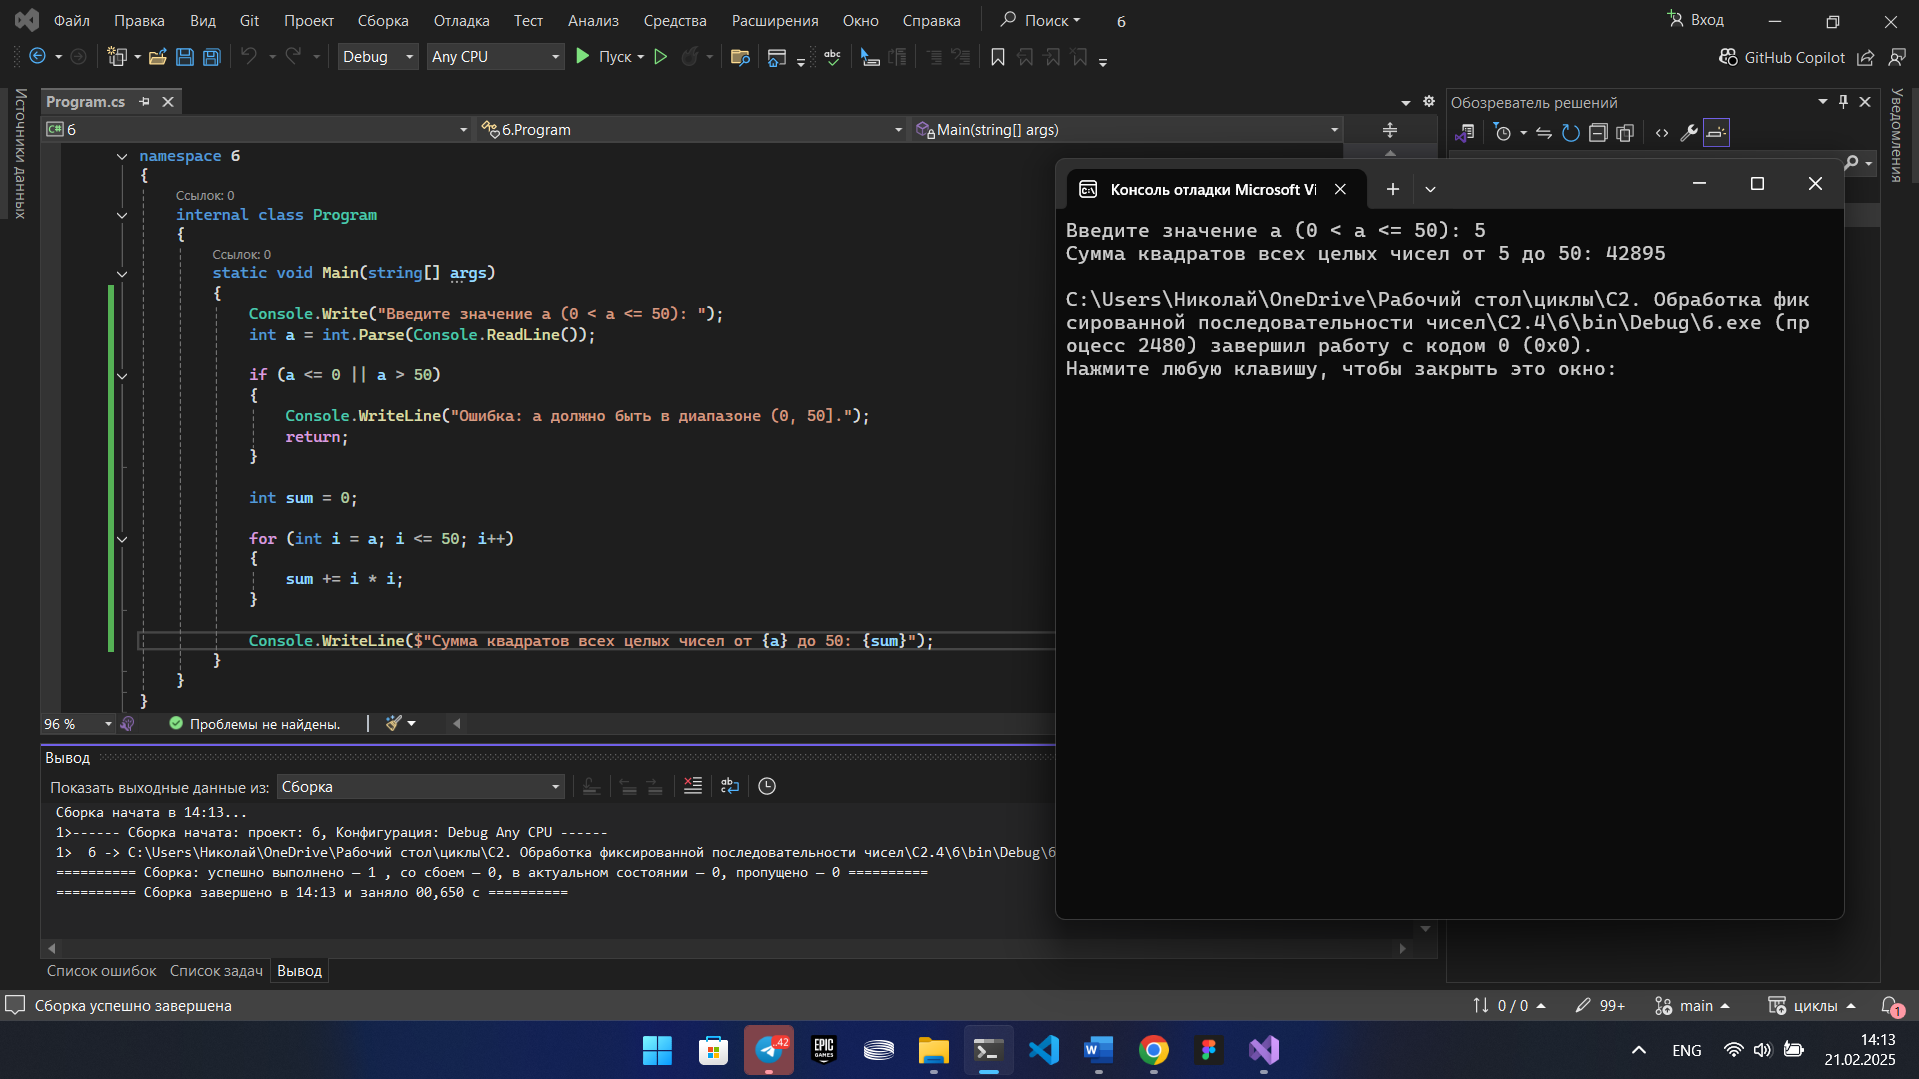 Файл Правка Вид Git Проект Сборка Отладка Тест Анализ Средства Расширения Окно Справка Поиск 6 Вход
Debug Any CPU Пуск GitHub Copilot
Источники данных
Program.cs
C# 6 6.Program Main(string[] args)
namespace 6
{
Ссылок: 0
internal class Program
{
Ссылок: 0
static void Main(string[] args)
{
Console.Write("Введите значение a (0 < a <= 50): ");
int a = int.Parse(Console.ReadLine());
if (a <= 0 || a > 50)
{
Console.WriteLine("Ошибка: a должно быть в диапазоне (0, 50].");
return;
}
int sum = 0;
for (int i = a; i <= 50; i++)
{
sum += i * i;
}
Console.WriteLine($"Сумма квадратов всех целых чисел от {a} до 50: {sum}");
}
}
}
96 % Проблемы не найдены.
Обозреватель решений
Уведомления
Консоль отладки Microsoft Vi
Введите значение a (0 < a <= 50): 5
Сумма квадратов всех целых чисел от 5 до 50: 42895
C:\Users\Николай\OneDrive\Рабочий стол\циклы\C2. Обработка фик
сированной последовательности чисел\C2.4\6\bin\Debug\6.exe (пр
оцесс 2480) завершил работу с кодом 0 (0x0).
Нажмите любую клавишу, чтобы закрыть это окно:
Вывод
Показать выходные данные из: Сборка
Сборка начата в 14:13...
1>------ Сборка начата: проект: 6, Конфигурация: Debug Any CPU ------
1>  6 -> C:\Users\Николай\OneDrive\Рабочий стол\циклы\C2. Обработка фиксированной последовательности чисел\C2.4\6\bin\Debug\6
========== Сборка: успешно выполнено — 1 , со сбоем — 0, в актуальном состоянии — 0, пропущено — 0 ==========
========== Сборка завершено в 14:13 и заняло 00,650 с ==========
Список ошибок Список задач Вывод
Сборка успешно завершена 0 / 0 99+ main циклы 1
..42 EPIC GAMES ENG 14:13
21.02.2025